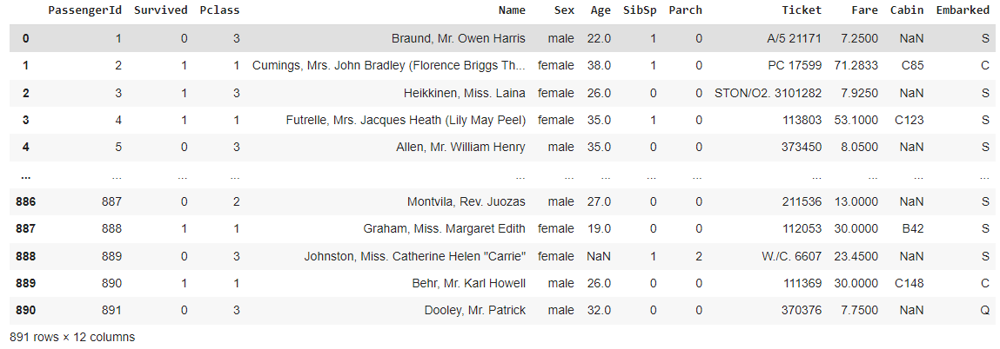 PassengerId Survived Pclass Name Sex Age SibSp Parch Ticket Fare Cabin Embarked
0 1 0 3 Braund, Mr. Owen Harris male 22.0 1 0 A/5 21171 7.2500 NaN S
1 2 1 1 Cumings, Mrs. John Bradley (Florence Briggs Th... female 38.0 1 0 PC 17599 71.2833 C85 C
2 3 1 3 Heikkinen, Miss. Laina female 26.0 0 0 STON/O2. 3101282 7.9250 NaN S
3 4 1 1 Futrelle, Mrs. Jacques Heath (Lily May Peel) female 35.0 1 0 113803 53.1000 C123 S
4 5 0 3 Allen, Mr. William Henry male 35.0 0 0 373450 8.0500 NaN S
... ... ... ... ... ... ... ... ... ... ... ... ...
886 887 0 2 Montvila, Rev. Juozas male 27.0 0 0 211536 13.0000 NaN S
887 888 1 1 Graham, Miss. Margaret Edith female 19.0 0 0 112053 30.0000 B42 S
888 889 0 3 Johnston, Miss. Catherine Helen "Carrie" female NaN 1 2 W./C. 6607 23.4500 NaN S
889 890 1 1 Behr, Mr. Karl Howell male 26.0 0 0 111369 30.0000 C148 C
890 891 0 3 Dooley, Mr. Patrick male 32.0 0 0 370376 7.7500 NaN Q
891 rows × 12 columns